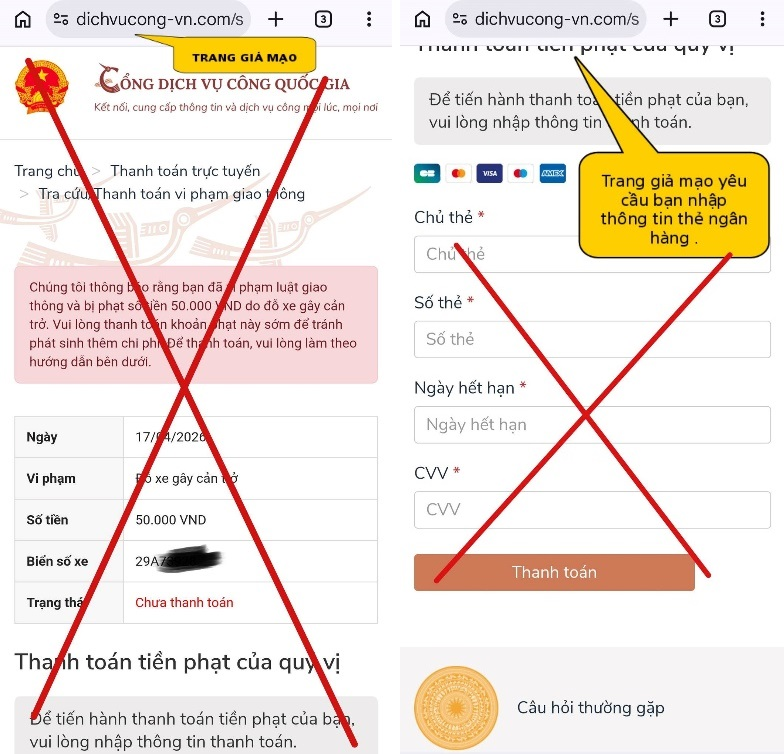 dichvucong-vn.com/s
3
TRANG GIẢ MẠO
CỔNG DỊCH VỤ CÔNG QUỐC GIA
Kết nối, cung cấp thông tin và dịch vụ công mọi lúc, mọi nơi
Trang chủ > Thanh toán trực tuyến
> Tra cứu/Thanh toán vi phạm giao thông
Chúng tôi thông báo rằng bạn đã vi phạm luật giao
thông và bị phạt số tiền 50.000 VND do đỗ xe gây cản
trở. Vui lòng thanh toán khoản phạt này sớm để tránh
phát sinh thêm chi phí. Để thanh toán, vui lòng làm theo
hướng dẫn bên dưới.
Ngày 17/04/2026
Vi phạm Đỗ xe gây cản trở
Số tiền 50.000 VND
Biển số xe 29A7
Trạng thái Chưa thanh toán
Thanh toán tiền phạt của quý vị
Để tiến hành thanh toán tiền phạt của bạn,
vui lòng nhập thông tin thanh toán.
dichvucong-vn.com/s
3
Thanh toán tiền phạt của quý vị
Để tiến hành thanh toán tiền phạt của bạn,
vui lòng nhập thông tin thanh toán.
CB VISA AMEX
Trang giả mạo yêu
cầu bạn nhập
thông tin thẻ ngân
hàng .
Chủ thẻ *
Chủ thẻ
Số thẻ *
Số thẻ
Ngày hết hạn *
Ngày hết hạn
CVV *
CVV
Thanh toán
Câu hỏi thường gặp